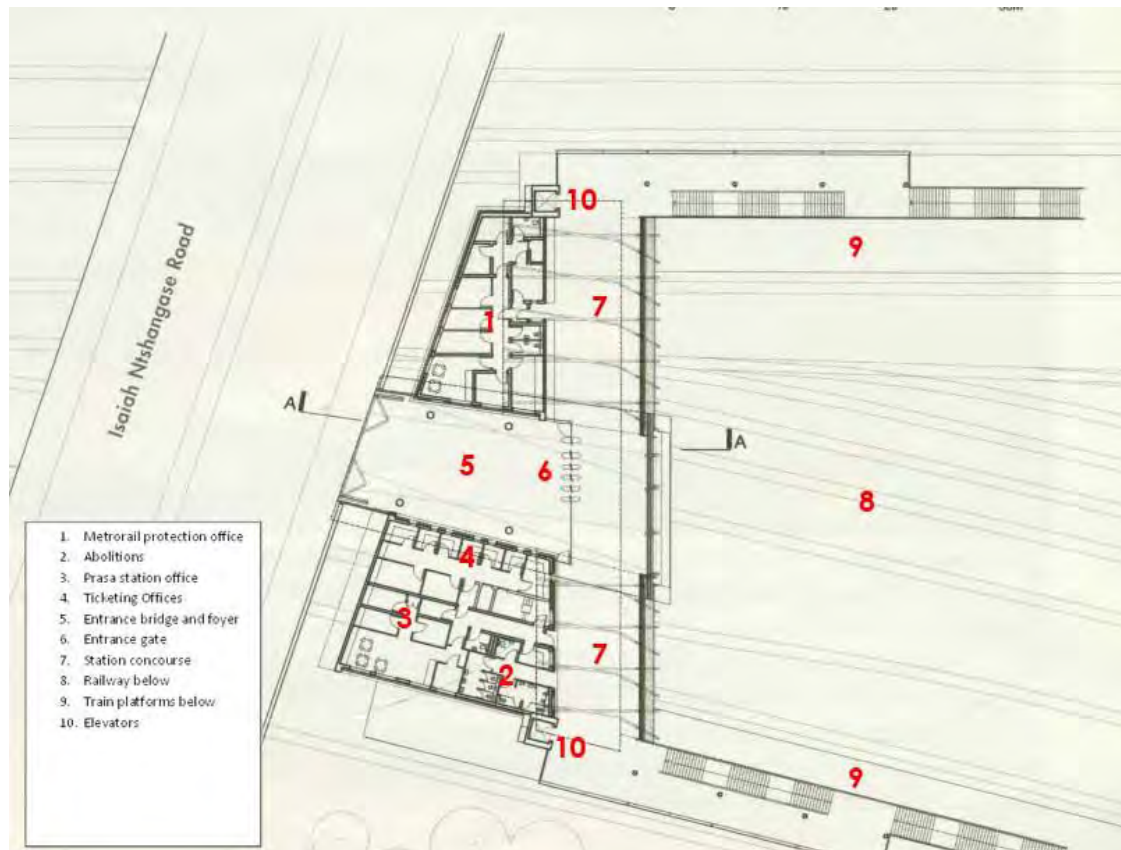 10
9
7
1
Isaiah Ntshangase Road
A
A
5
6
8
4
3
7
2
10
9
1. Metrorail protection office
2. Abolitions
3. Prasa station office
4. Ticketing Offices
5. Entrance bridge and foyer
6. Entrance gate
7. Station concourse
8. Railway below
9. Train platforms below
10. Elevators